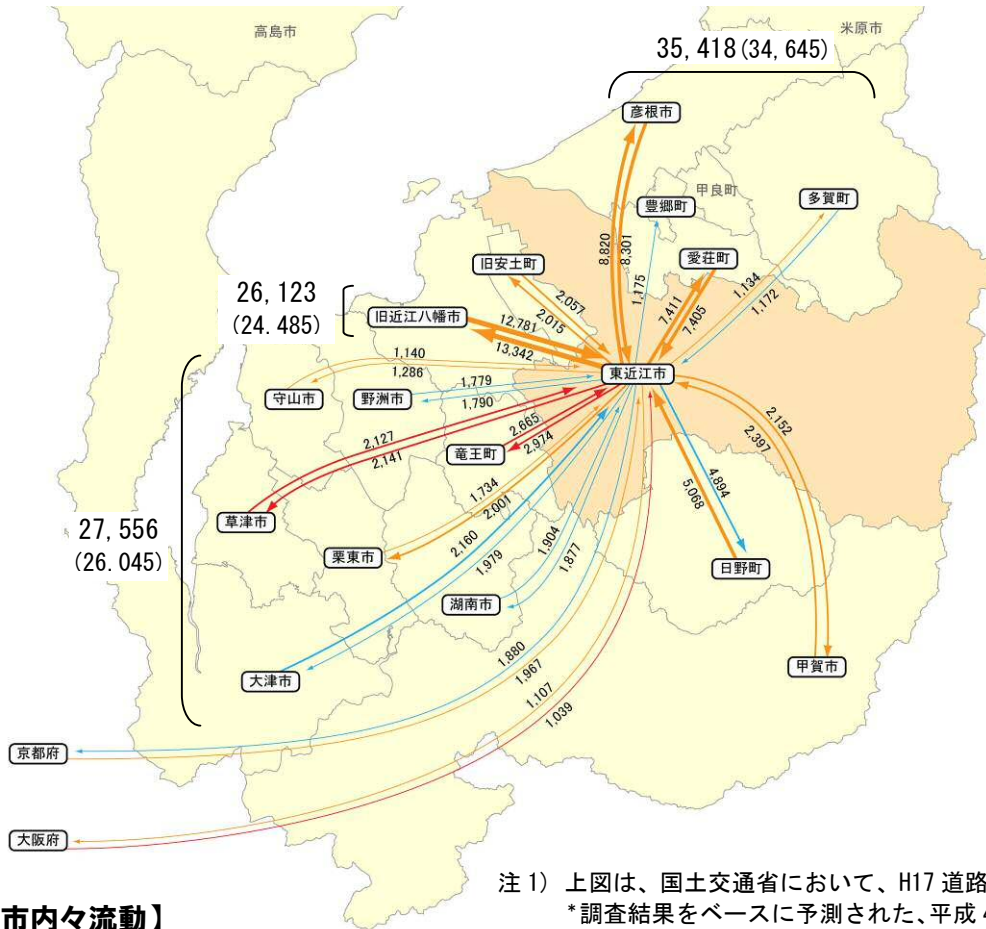 高島市
米原市
35,418(34,645)
彦根市
甲良町
多賀町
豊郷町
8,820
8,301
1,175
旧安土町
愛荘町
2,057
2,015
7,411
7,405
1,134
1,172
26,123
(24.485)
旧近江八幡市
12,781
13,342
東近江市
1,140
1,286
守山市
野洲市
1,779
1,790
2,152
2,397
2,127
2,141
竜王町
2,665
2,974
4,894
5,068
27,556
(26.045)
草津市
栗東市
1,734
2,001
2,160
1,979
1,904
1,877
日野町
湖南市
大津市
甲賀市
1,880
1,967
1,107
1,039
京都府
大阪府
注1) 上図は、国土交通省において、H17 道路
*調査結果をベースに予測された、平成
市内々流動】